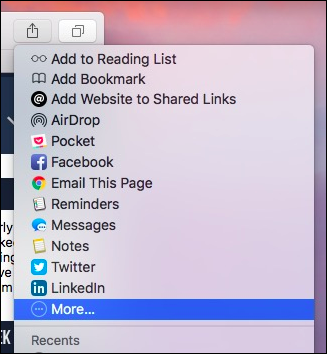 Add to Reading List
Add Bookmark
@ Add Website to Shared Links
AirDrop
Pocket
Facebook
Email This Page
Reminders
Messages
Notes
Twitter
in LinkedIn
More...
Recents